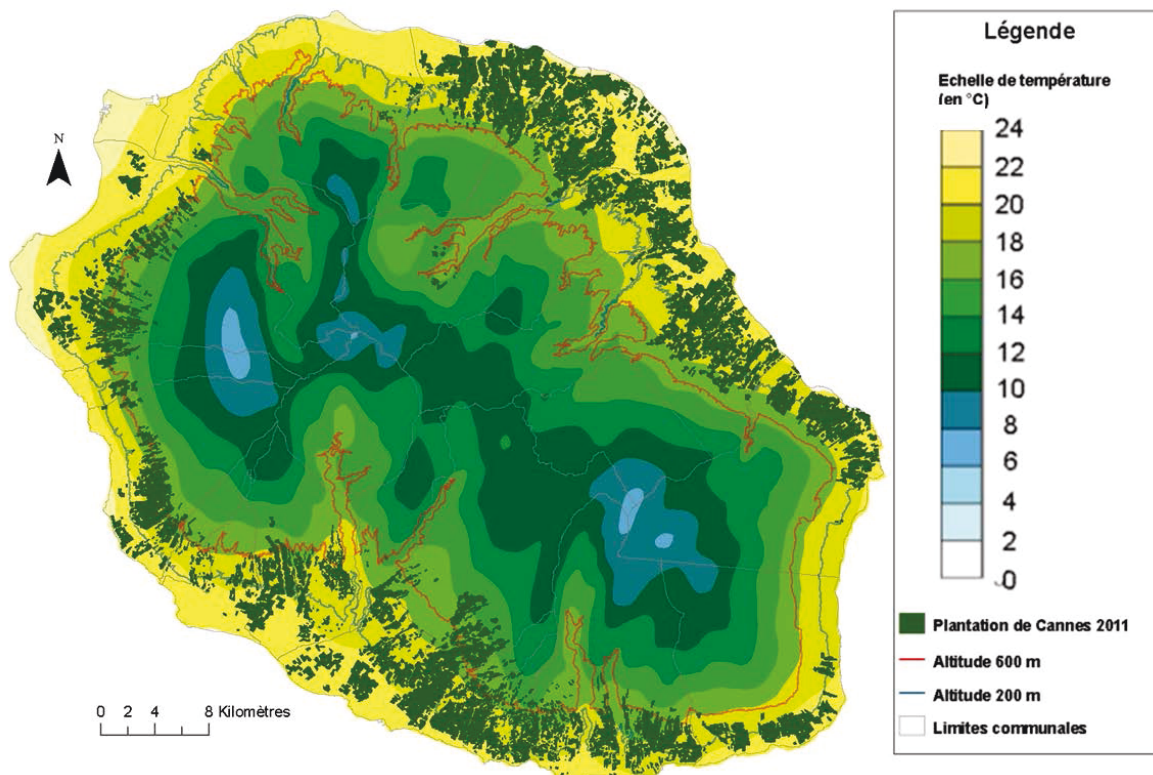 N
0 2 4 8 Kilomètres
Légende
Echelle de température
(en °C)
24
22
20
18
16
14
12
10
8
6
4
2
0
Plantation de Cannes 2011
Altitude 600 m
Altitude 200 m
Limites communales